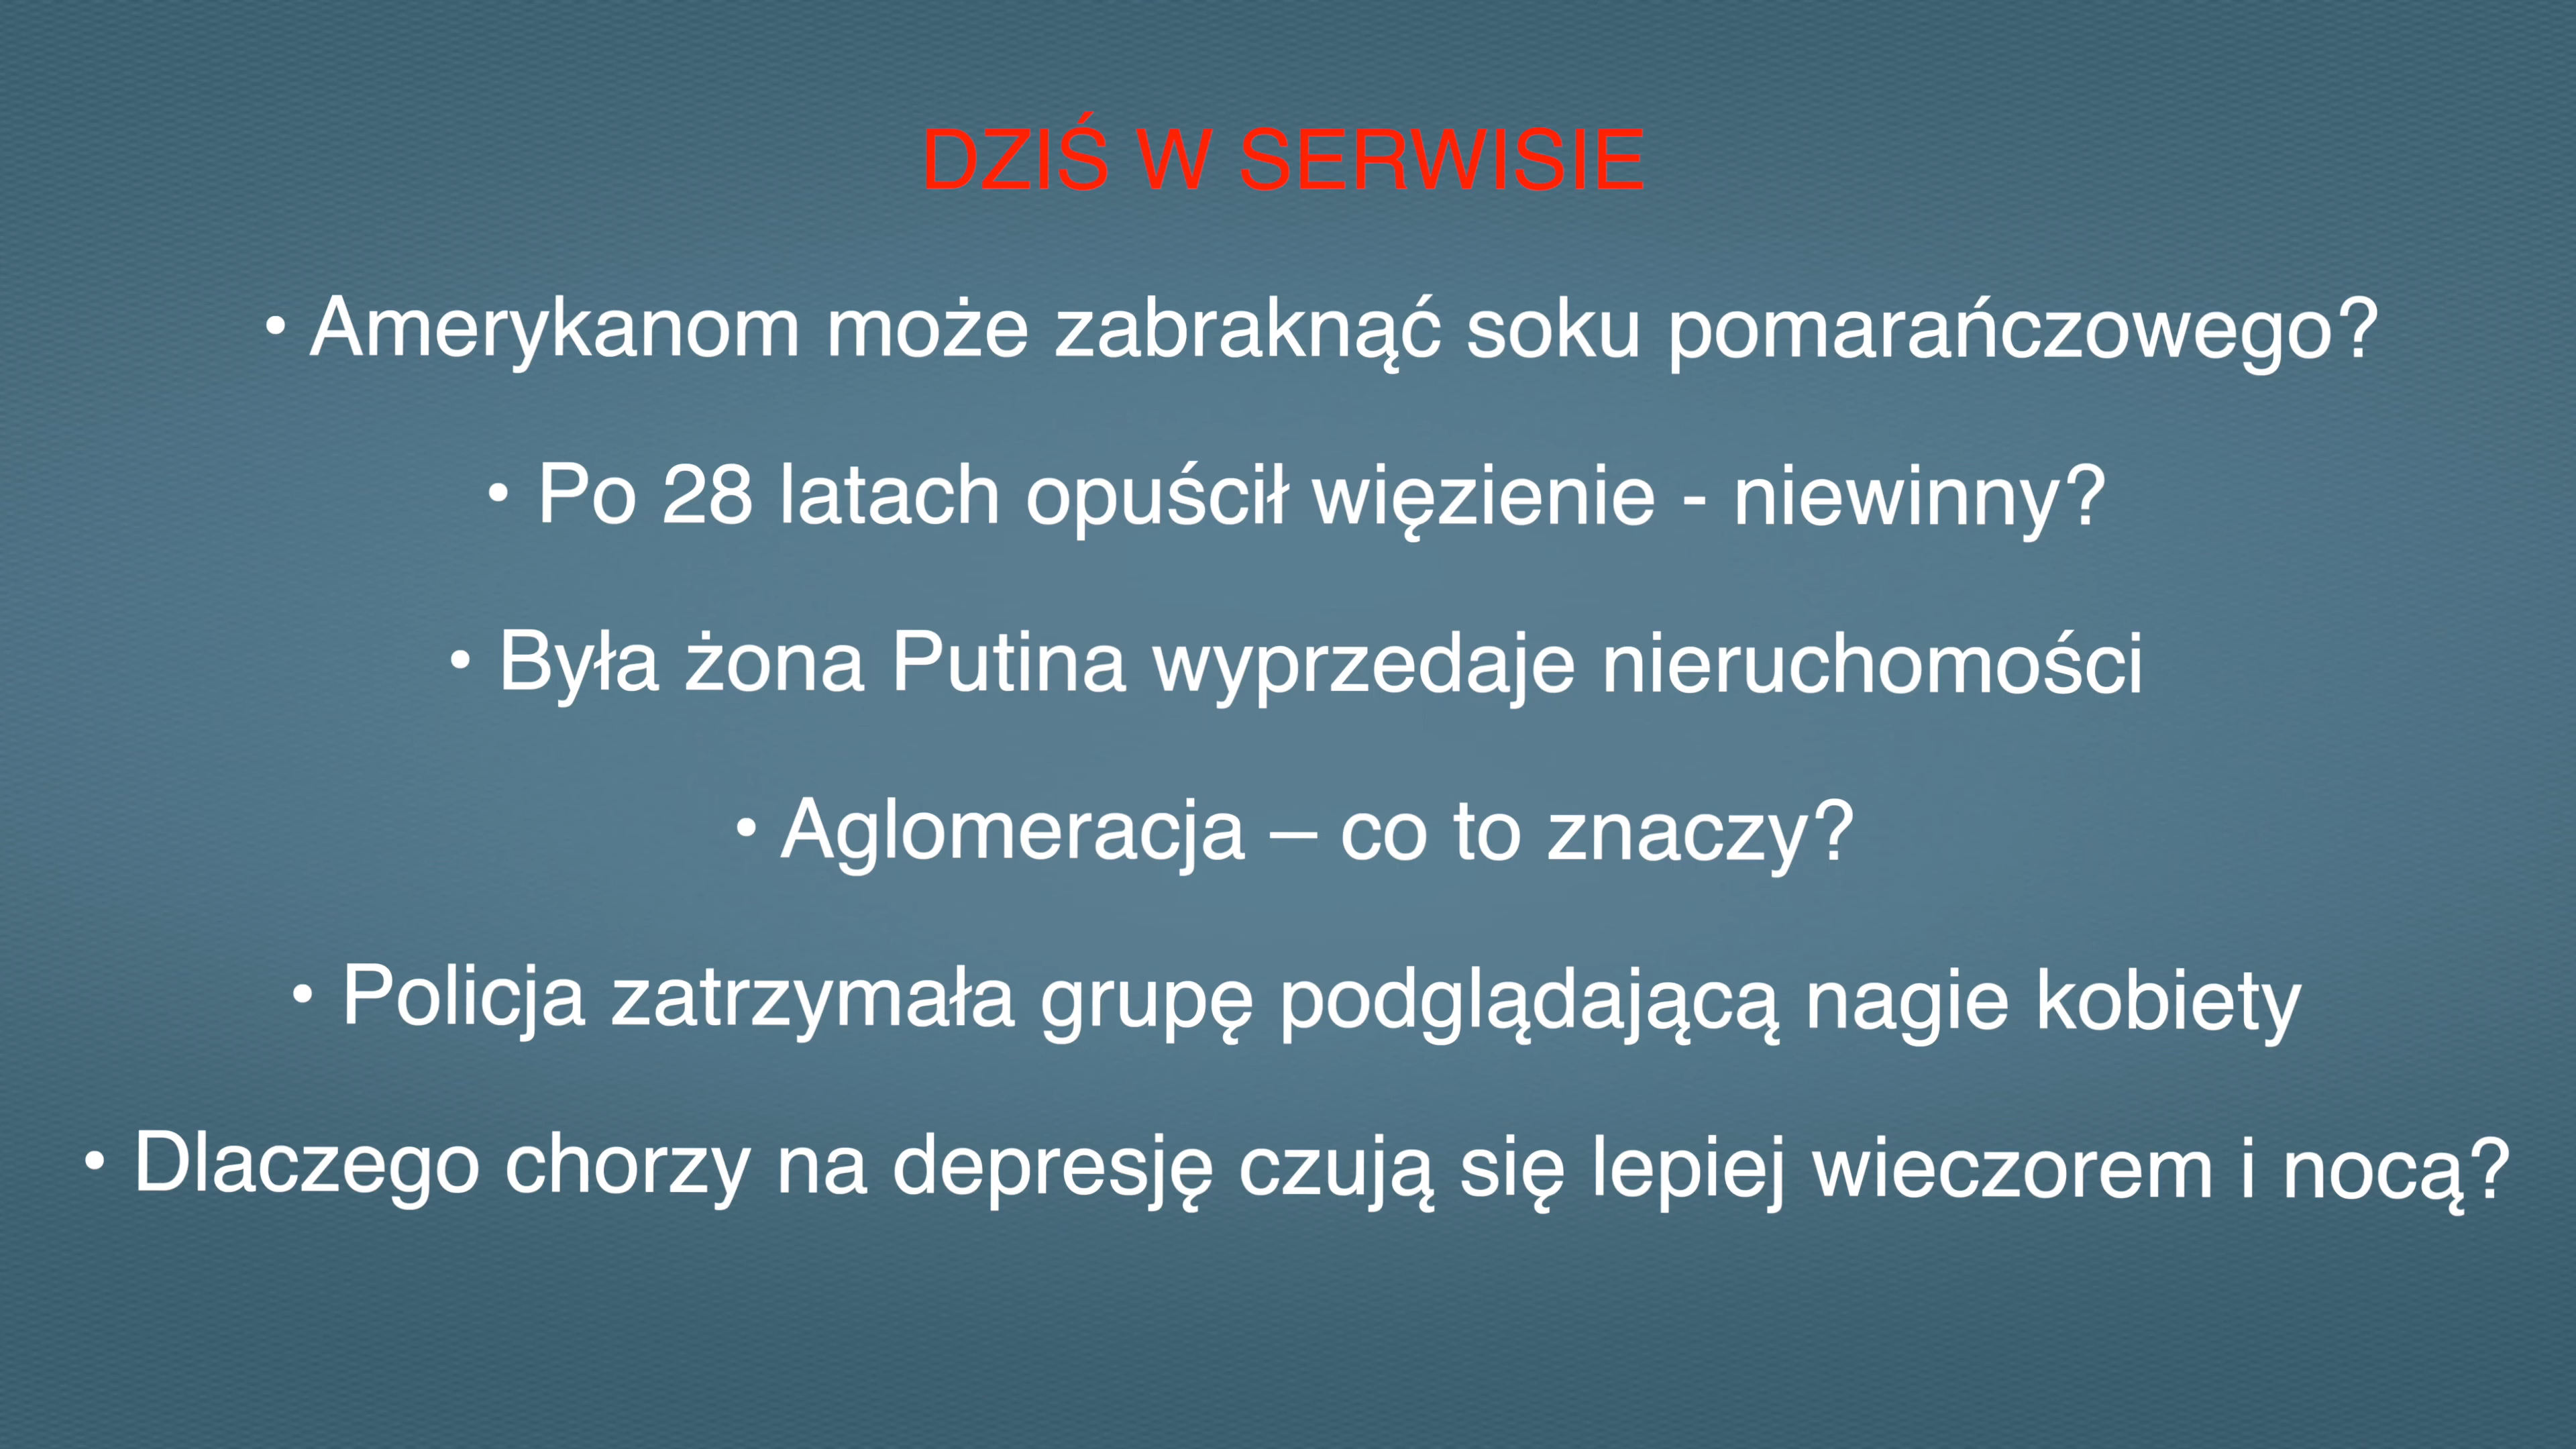 DZIŚ W SERWISIE
• Amerykanom może zabraknąć soku pomarańczowego?
• Po 28 latach opuścił więzienie - niewinny?
• Była żona Putina wyprzedaje nieruchomości
• Aglomeracja – co to znaczy?
• Policja zatrzymała grupę podglądającą nagie kobiety
• Dlaczego chorzy na depresję czują się lepiej wieczorem i nocą?